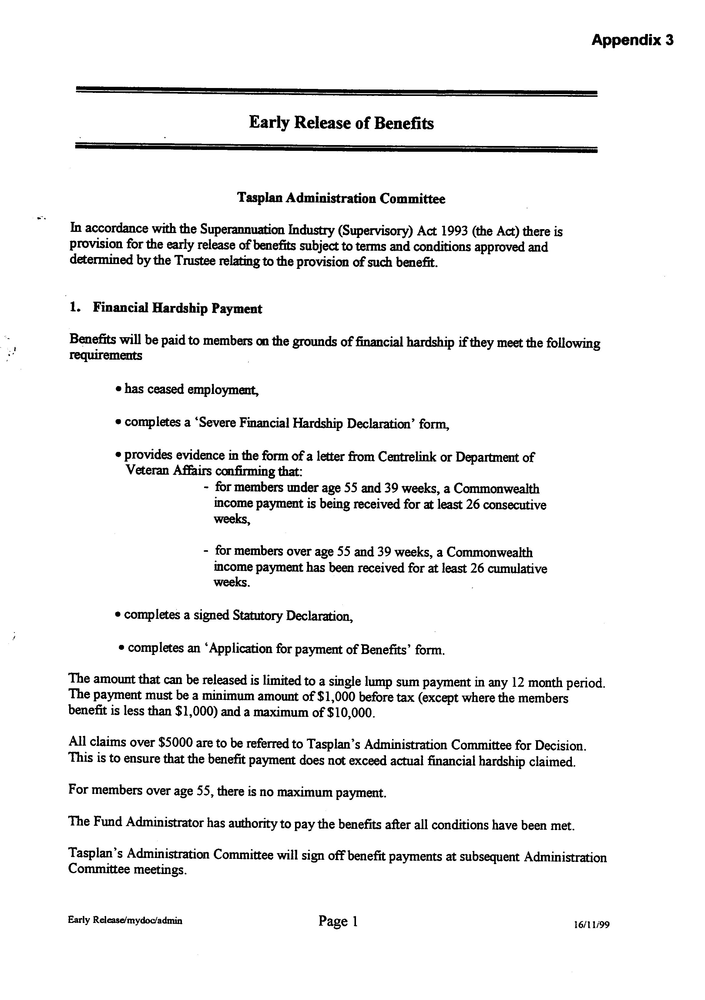 Appendix 3
Early Release of Benefits
Tasplan Administration Committee
In accordance with the Superannuation Industry (Supervisory) Act 1993 (the Act) there is
provision for the early release of benefits subject to terms and conditions approved and
determined by the Trustee relating to the provision of such benefit.
1. Financial Hardship Payment
Benefits will be paid to members on the grounds of financial hardship if they meet the following
requirements
• has ceased employment,
• completes a ‘Severe Financial Hardship Declaration’ form,
• provides evidence in the form of a letter from Centrelink or Department of
Veteran Affairs confirming that:
- for members under age 55 and 39 weeks, a Commonwealth
income payment is being received for at least 26 consecutive
weeks,
- for members over age 55 and 39 weeks, a Commonwealth
income payment has been received for at least 26 cumulative
weeks.
• completes a signed Statutory Declaration,
• completes an ‘Application for payment of Benefits’ form.
The amount that can be released is limited to a single lump sum payment in any 12 month period.
The payment must be a minimum amount of $1,000 before tax (except where the members
benefit is less than $1,000) and a maximum of $10,000.
All claims over $5000 are to be referred to Tasplan’s Administration Committee for Decision.
This is to ensure that the benefit payment does not exceed actual financial hardship claimed.
For members over age 55, there is no maximum payment.
The Fund Administrator has authority to pay the benefits after all conditions have been met.
Tasplan’s Administration Committee will sign off benefit payments at subsequent Administration
Committee meetings.
Early Release/mydoc/admin
Page 1
16/11/99